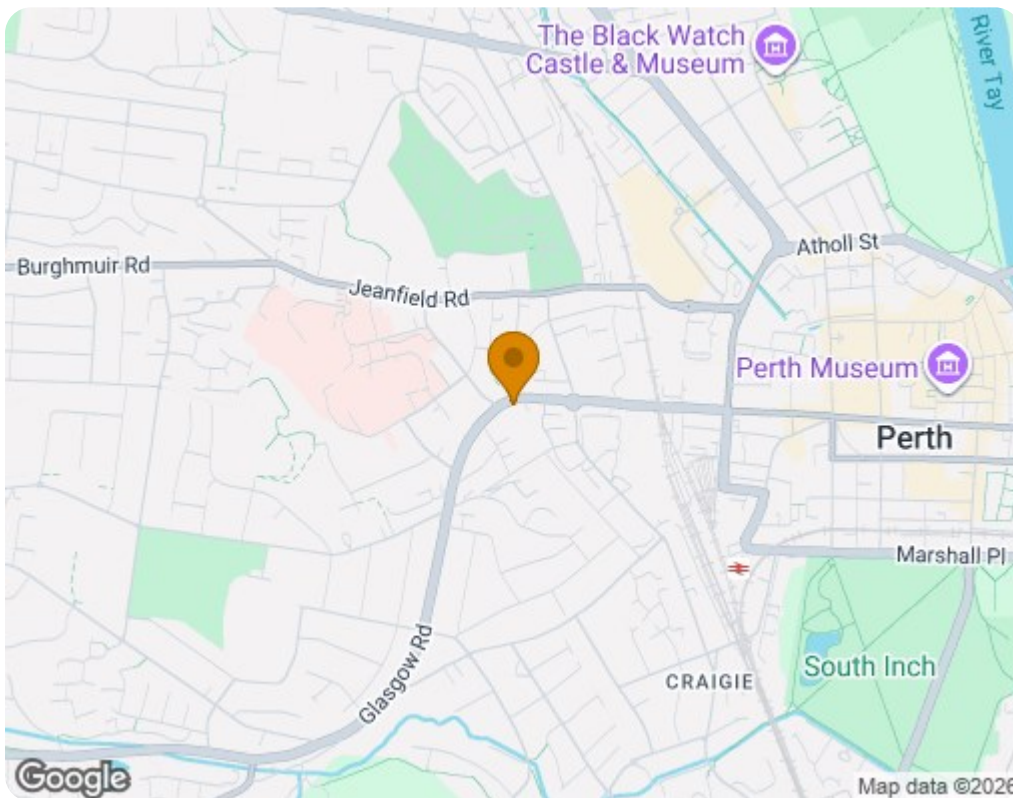 The Black Watch
Castle & Museum
River Tay
Atholl St
Burghmuir Rd
Jeanfield Rd
Perth Museum
Perth
Marshall Pl
South Inch
CRAIGIE
Glasgow Rd
Google
Map data ©2026